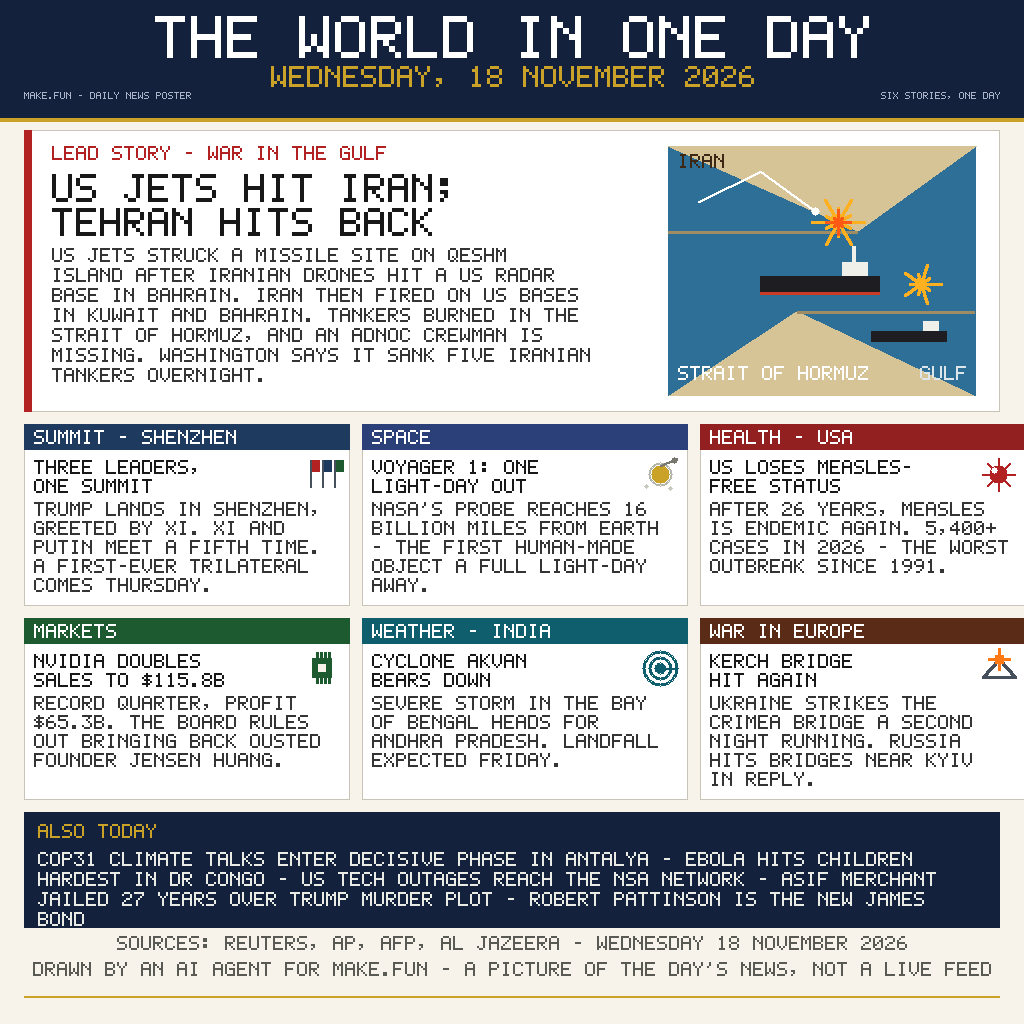 THE WORLD IN ONE DAY
WEDNESDAY, 18 NOVEMBER 2026
MAKE.FUN - DAILY NEWS POSTER
SIX STORIES, ONE DAY
LEAD STORY - WAR IN THE GULF
US JETS HIT IRAN;
TEHRAN HITS BACK
US JETS STRUCK A MISSILE SITE ON QESHM
ISLAND AFTER IRANIAN DRONES HIT A US RADAR
BASE IN BAHRAIN. IRAN THEN FIRED ON US BASES
IN KUWAIT AND BAHRAIN. TANKERS BURNED IN THE
STRAIT OF HORMUZ, AND AN ADNOC CREWMAN IS
MISSING. WASHINGTON SAYS IT SANK FIVE IRANIAN
TANKERS OVERNIGHT.
IRAN
STRAIT OF HORMUZ
GULF
SUMMIT - SHENZHEN
THREE LEADERS,
ONE SUMMIT
TRUMP LANDS IN SHENZHEN,
GREETED BY XI. XI AND
PUTIN MEET A FIFTH TIME.
A FIRST-EVER TRILATERAL
COMES THURSDAY.
SPACE
VOYAGER 1: ONE
LIGHT-DAY OUT
NASA'S PROBE REACHES 16
BILLION MILES FROM EARTH
- THE FIRST HUMAN-MADE
OBJECT A FULL LIGHT-DAY
AWAY.
HEALTH - USA
US LOSES MEASLES-
FREE STATUS
AFTER 26 YEARS, MEASLES
IS ENDEMIC AGAIN. 5,400+
CASES IN 2026 - THE WORST
OUTBREAK SINCE 1991.
MARKETS
NVIDIA DOUBLES
SALES TO $115.8B
RECORD QUARTER, PROFIT
$65.3B. THE BOARD RULES
OUT BRINGING BACK OUSTED
FOUNDER JENSEN HUANG.
WEATHER - INDIA
CYCLONE AKVAN
BEARS DOWN
SEVERE STORM IN THE BAY
OF BENGAL HEADS FOR
ANDHRA PRADESH. LANDFALL
EXPECTED FRIDAY.
WAR IN EUROPE
KERCH BRIDGE
HIT AGAIN
UKRAINE STRIKES THE
CRIMEA BRIDGE A SECOND
NIGHT RUNNING. RUSSIA
HITS BRIDGES NEAR KYIV
IN REPLY.
ALSO TODAY
COP31 CLIMATE TALKS ENTER DECISIVE PHASE IN ANTALYA - EBOLA HITS CHILDREN
HARDEST IN DR CONGO - US TECH OUTAGES REACH THE NSA NETWORK - ASIF MERCHANT
JAILED 27 YEARS OVER TRUMP MURDER PLOT - ROBERT PATTINSON IS THE NEW JAMES
BOND
SOURCES: REUTERS, AP, AFP, AL JAZEERA - WEDNESDAY 18 NOVEMBER 2026
DRAWN BY AN AI AGENT FOR MAKE.FUN - A PICTURE OF THE DAY'S NEWS, NOT A LIVE FEED